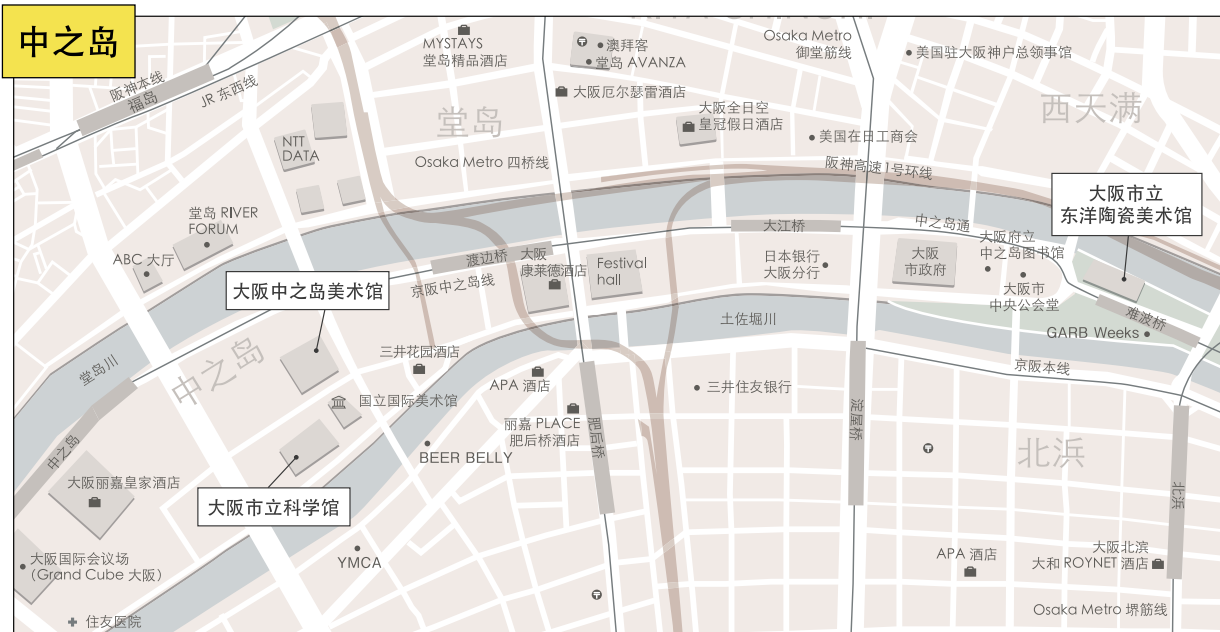 中之岛
阪神本线
福岛
JR 东西线
MYSTAYS
堂岛精品酒店
澳拜客
堂岛 AVANZA
Osaka Metro
御堂筋线
美国驻大阪神户总领事馆
大阪厄尔瑟雷酒店
大阪全日空
皇冠假日酒店
美国在日工商会
西天满
堂岛
NTT
DATA
Osaka Metro 四桥线
阪神高速1号环线
大阪市立
东洋陶瓷美术馆
堂岛 RIVER
FORUM
ABC 大厅
渡边桥
大阪
康莱德酒店
Festival
hall
大江桥
中之岛通
日本银行
大阪分行
大阪
市政府
大阪府立
中之岛图书馆
大阪市
中央公会堂
京阪中之岛线
大阪中之岛美术馆
土佐堀川
难波桥
GARB Weeks
京阪本线
堂岛川
中之岛
三井花园酒店
APA 酒店
三井住友银行
国立国际美术馆
丽嘉 PLACE
肥后桥酒店
肥后桥
淀屋桥
BEER BELLY
中之岛
北浜
大阪丽嘉皇家酒店
大阪市立科学馆
北浜
大阪国际会议场
(Grand Cube 大阪)
YMCA
APA 酒店
大阪北滨
大和 ROYNET 酒店
住友医院
Osaka Metro 堺筋线